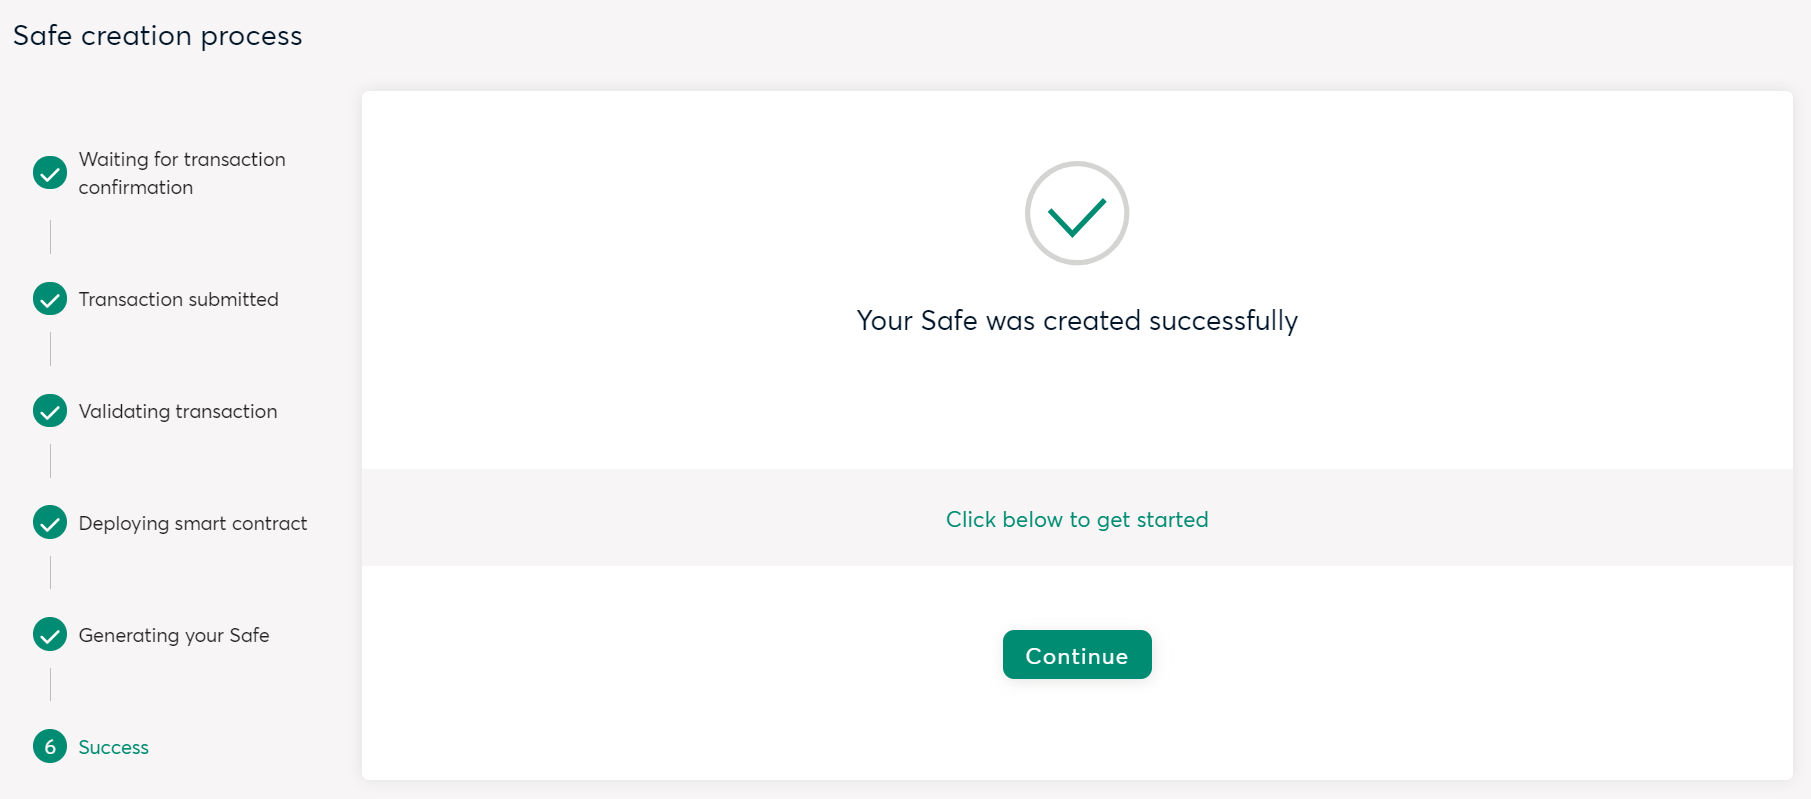 Safe creation process
Waiting for transaction
confirmation
Transaction submitted
Validating transaction
Deploying smart contract
Generating your Safe
6 Success
Your Safe was created successfully
Click below to get started
Continue